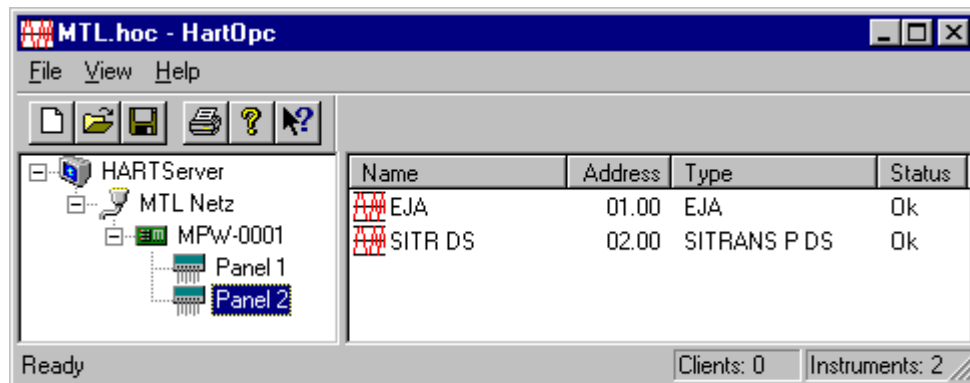 MTL.hoc - HartOpc
File View Help
HARTServer
MTL Netz
MPW-0001
Panel 1
Panel 2
Name Address Type Status
EJA 01.00 EJA Ok
SITR DS 02.00 SITRANS P DS Ok
Ready Clients: 0 Instruments: 2